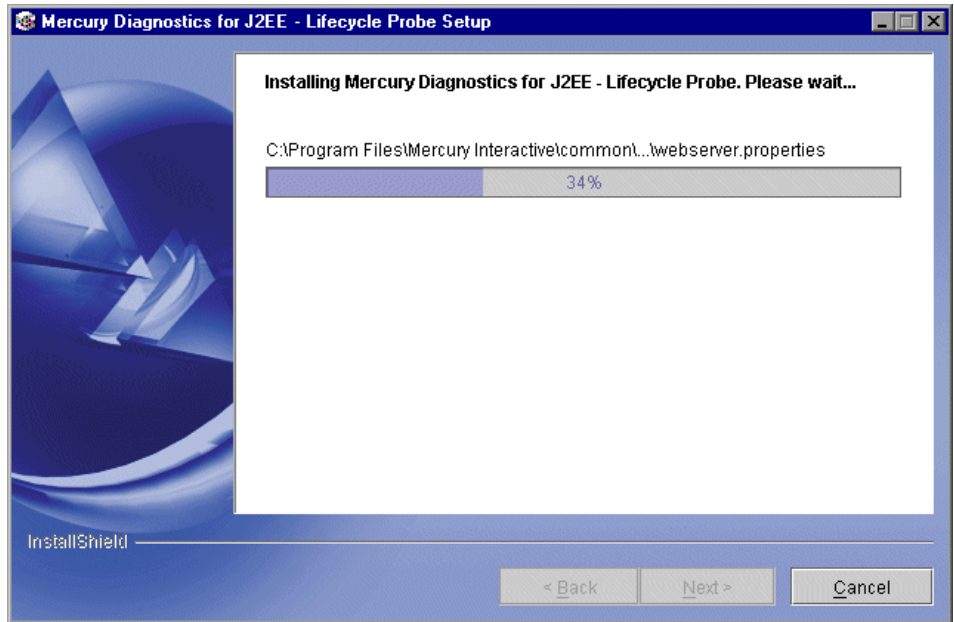 Mercury Diagnostics for J2EE - Lifecycle Probe Setup
Installing Mercury Diagnostics for J2EE - Lifecycle Probe. Please wait...
C:\Program Files\Mercury Interactive\common\...\webserver.properties
34%
InstallShield
< Back
Next >
Cancel